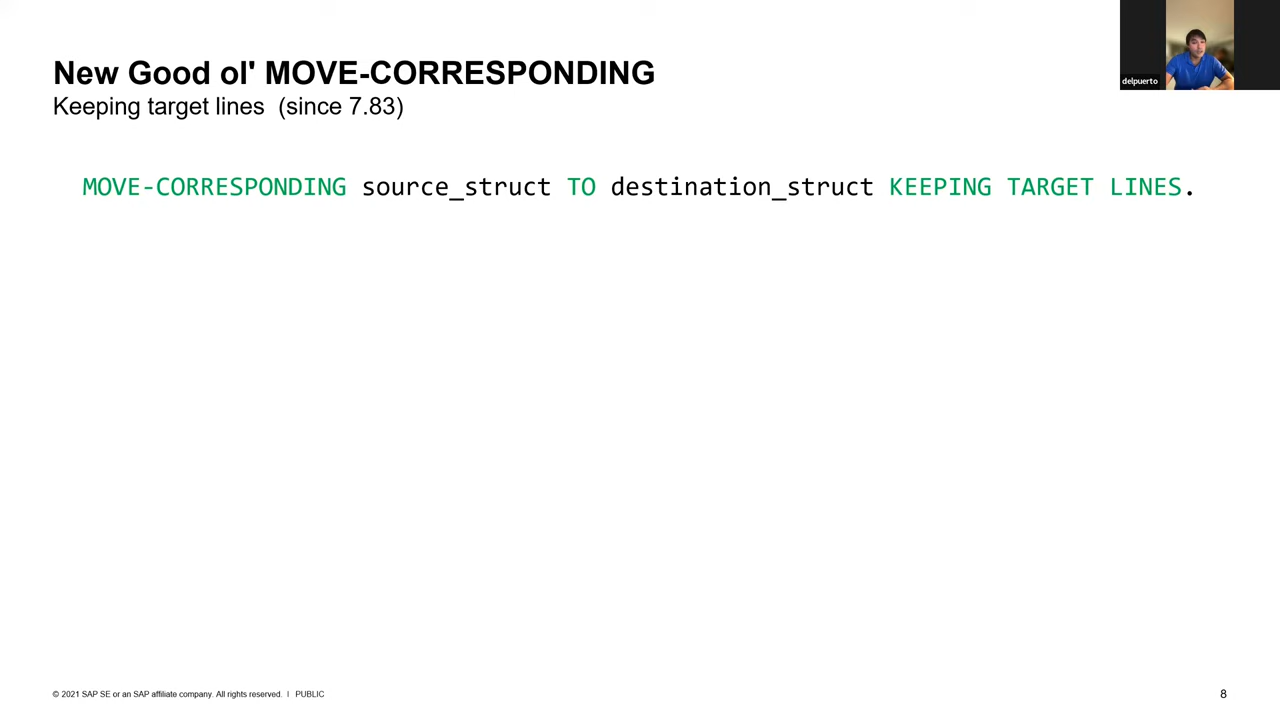 New Good ol' MOVE-CORRESPONDING
Keeping target lines  (since 7.83)
delpuerto
MOVE-CORRESPONDING source_struct TO destination_struct KEEPING TARGET LINES.
© 2021 SAP SE or an SAP affiliate company. All rights reserved. | PUBLIC
8